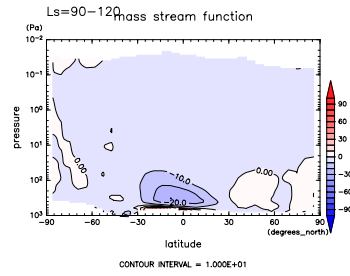 Ls=90-120
mass stream function
(Pa)
10⁻²
10⁻¹
10⁰
10¹
10²
10³
pressure
0.00
-10.0
-20.0
0.00
−90 −60 −30 0 30 60 90
(degrees_north)
latitude
90
60
30
0
−30
−60
−90
CONTOUR INTERVAL = 1.000E+01